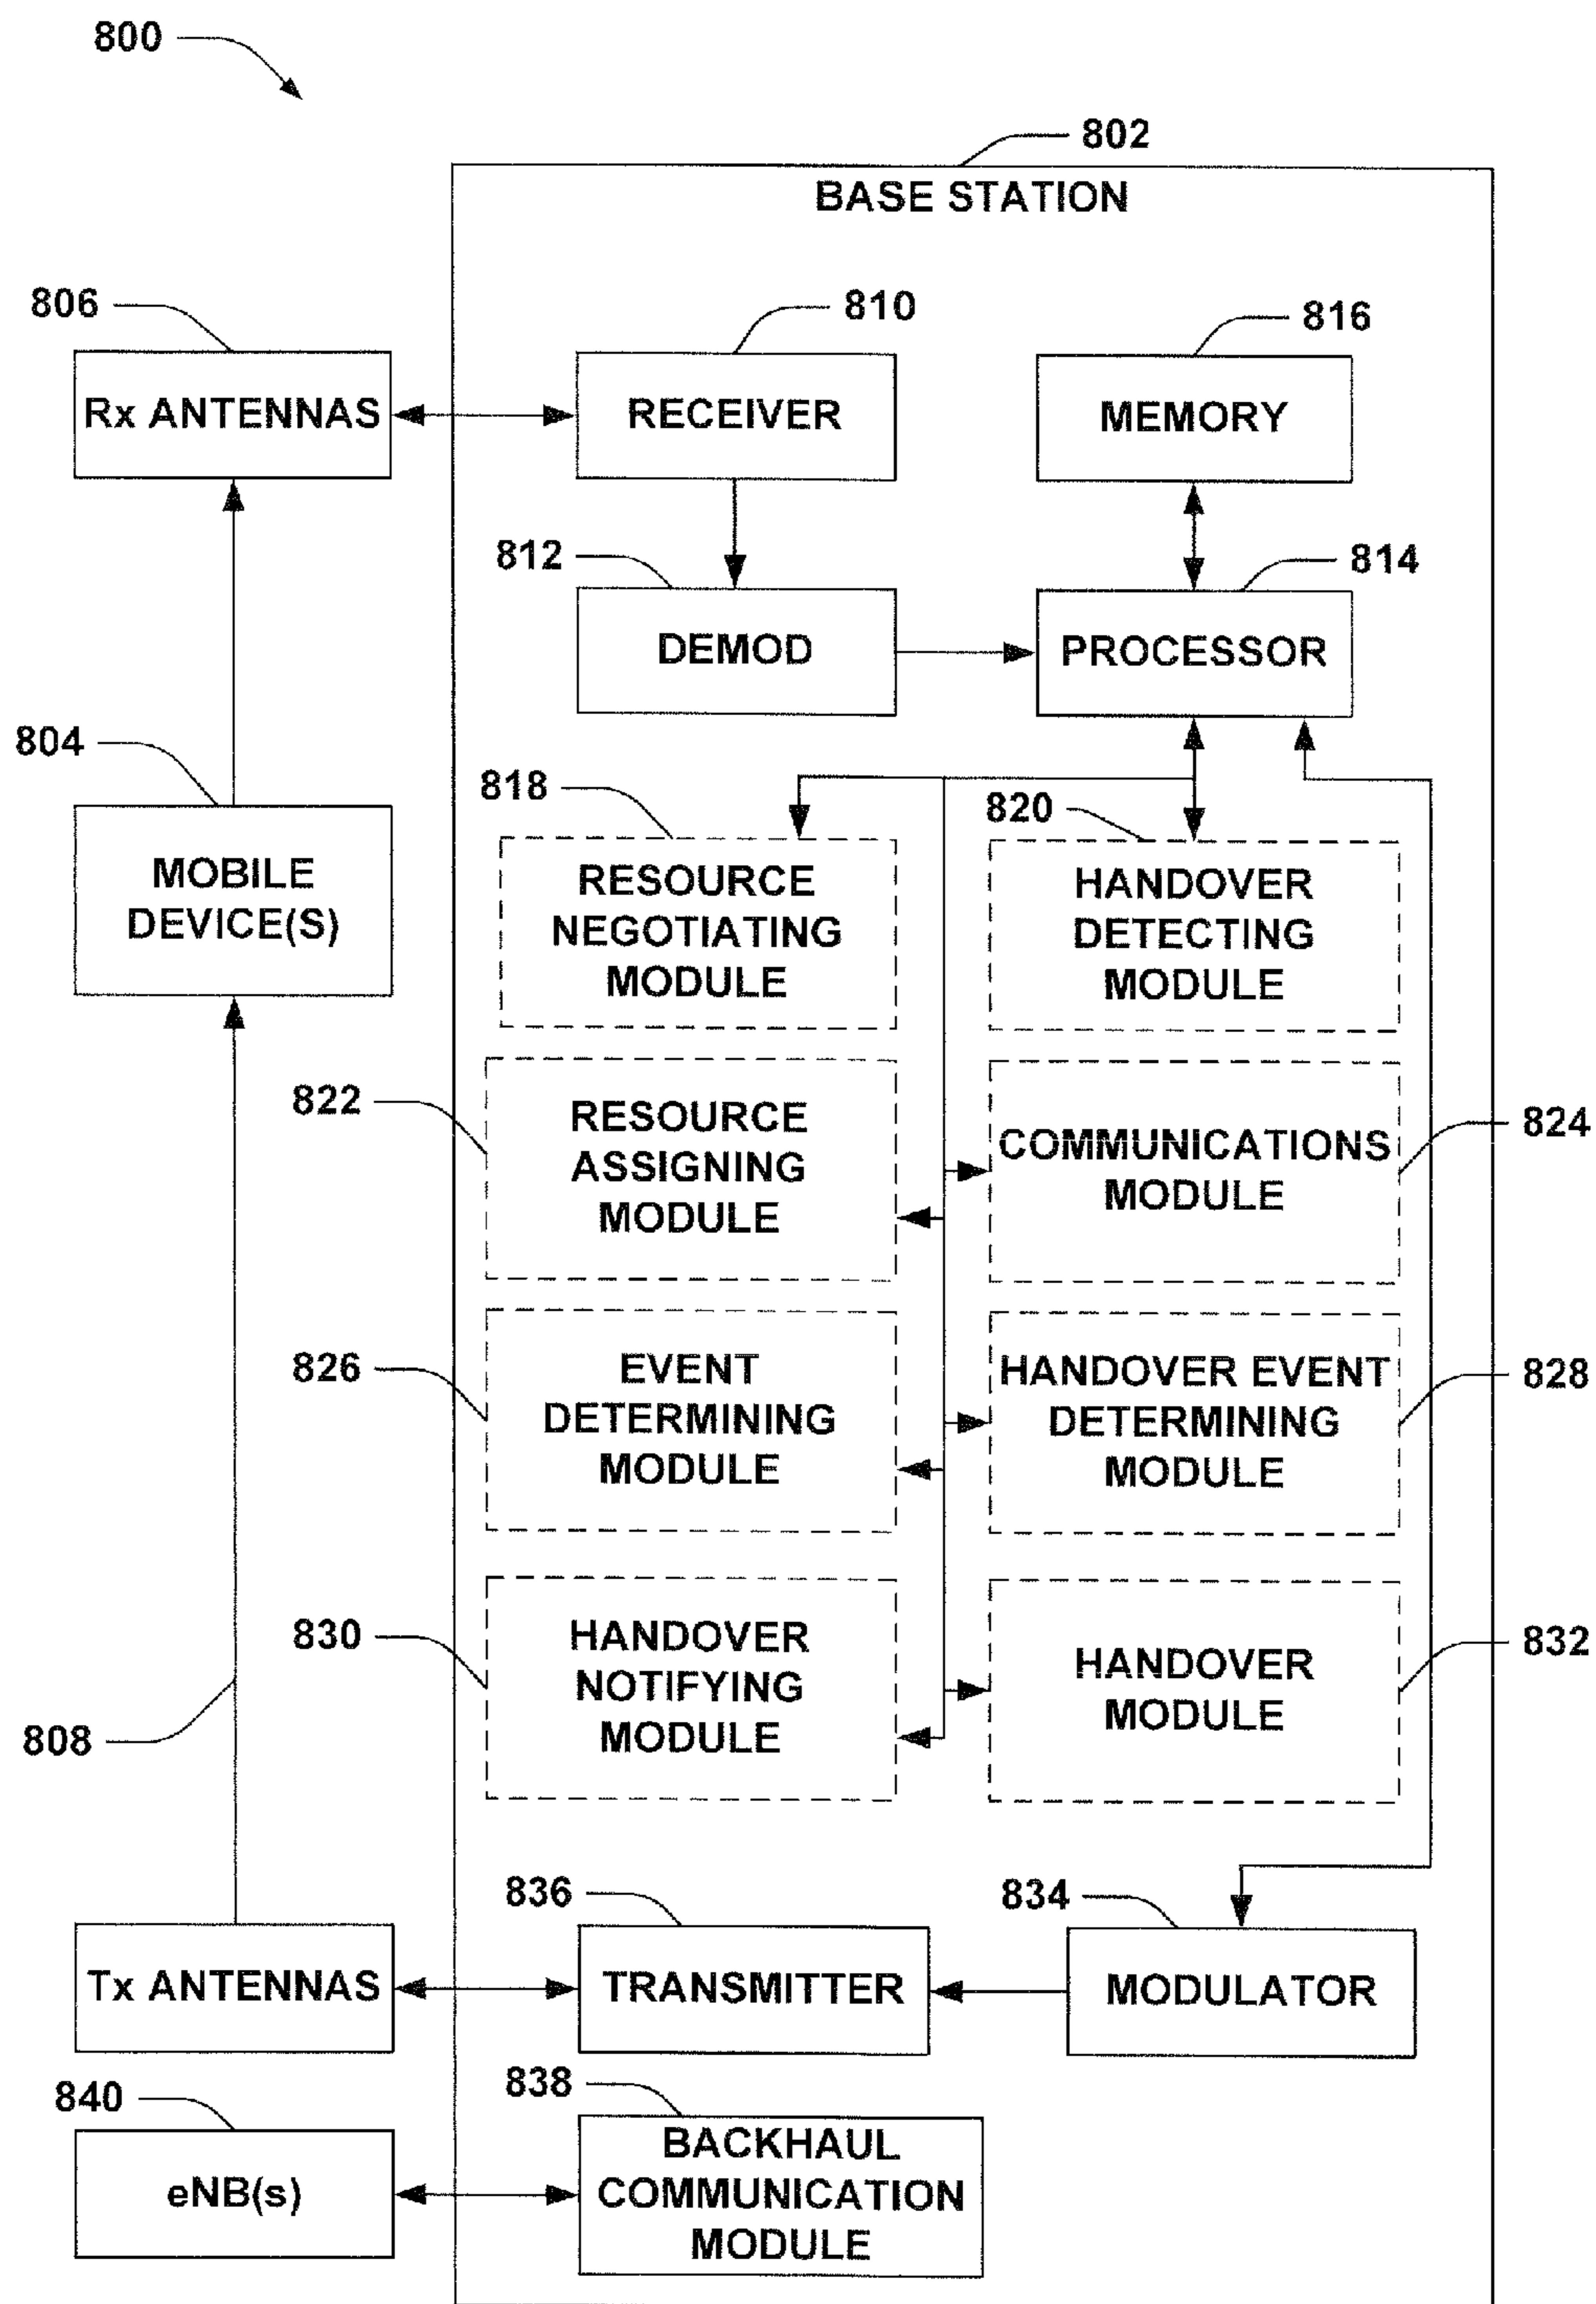 800
802
BASE STATION
806
810
816
Rx ANTENNAS
RECEIVER
MEMORY
812
814
DEMOD
PROCESSOR
804
818
820
MOBILE
DEVICE(S)
RESOURCE
NEGOTIATING
MODULE
HANDOVER
DETECTING
MODULE
822
RESOURCE
ASSIGNING
MODULE
COMMUNICATIONS
MODULE
824
826
EVENT
DETERMINING
MODULE
HANDOVER EVENT
DETERMINING
MODULE
828
830
HANDOVER
NOTIFYING
MODULE
HANDOVER
MODULE
832
808
836
834
Tx ANTENNAS
TRANSMITTER
MODULATOR
840
838
eNB(s)
BACKHAUL
COMMUNICATION
MODULE